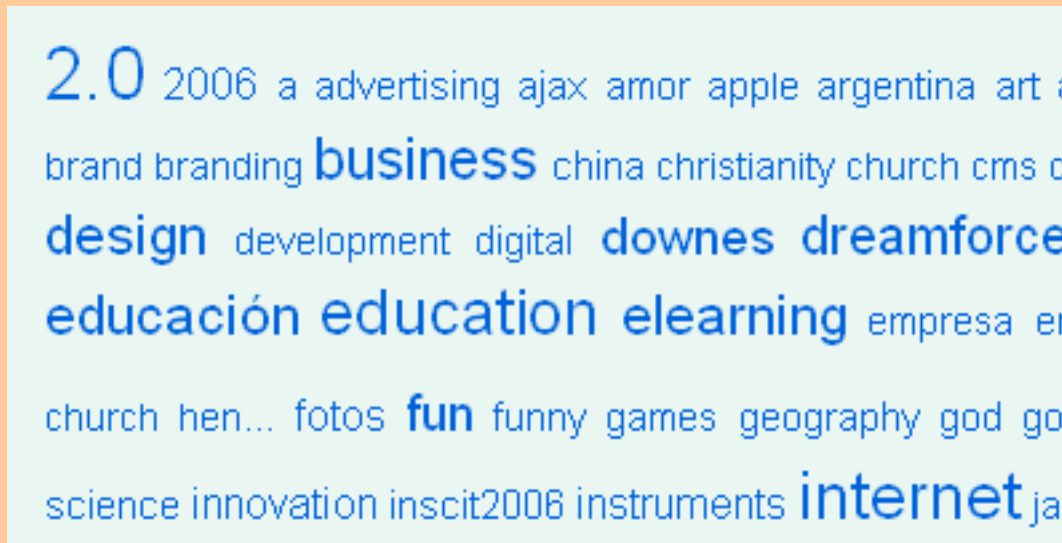 2.0 2006 a advertising ajax amor apple argentina art
brand branding business china christianity church cms
design development digital downes dreamforce
educación education elearning empresa
church hen... fotos fun funny games geography god
science innovation inscit2006 instruments internet